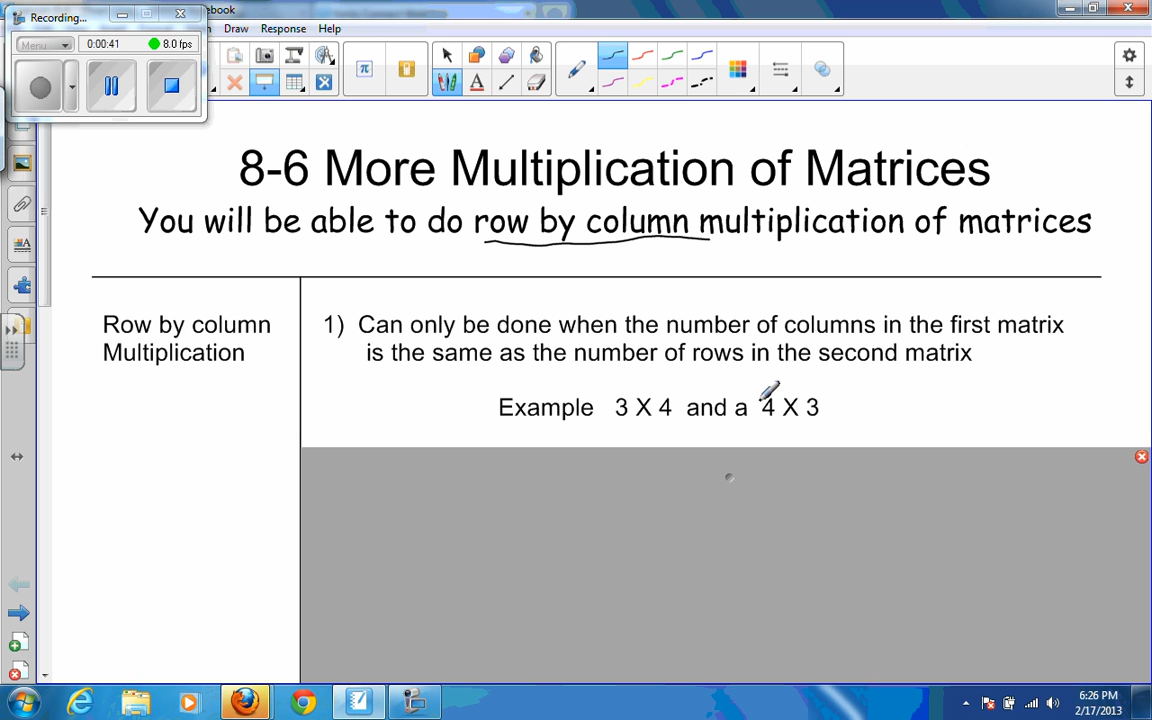 Recording...
ebook
Draw Response Help
Menu 0:00:41 8.0 fps
8-6 More Multiplication of Matrices
You will be able to do row by column multiplication of matrices
Row by column
Multiplication
1) Can only be done when the number of columns in the first matrix
is the same as the number of rows in the second matrix
Example 3 X 4 and a 4 X 3
6:26 PM
2/17/2013